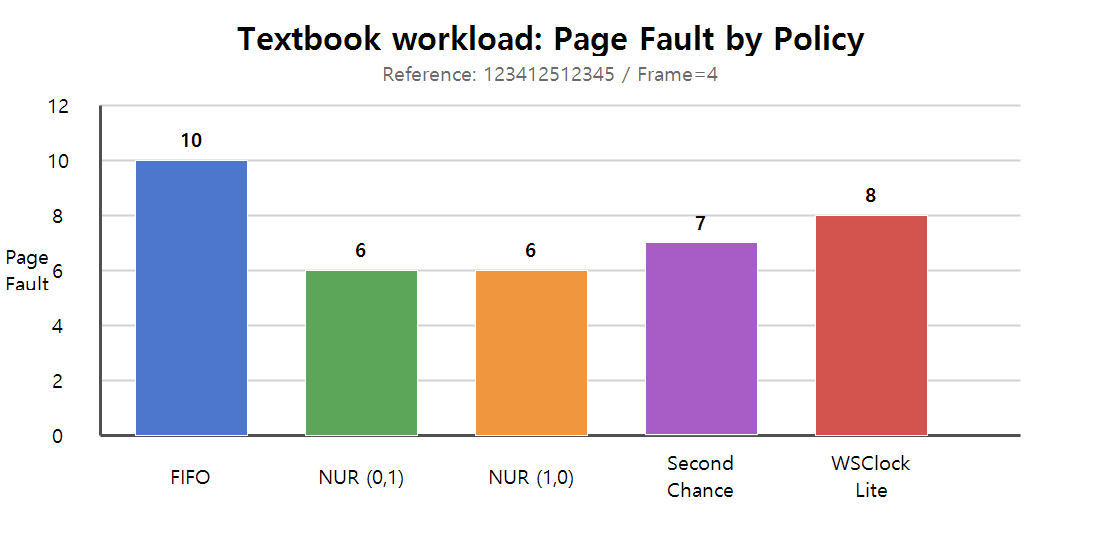 Textbook workload: Page Fault by Policy
Reference: 123412512345 / Frame=4
12
10
8
6
4
2
0
Page
Fault
10
6
6
7
8
FIFO
NUR (0,1)
NUR (1,0)
Second
Chance
WSClock
Lite